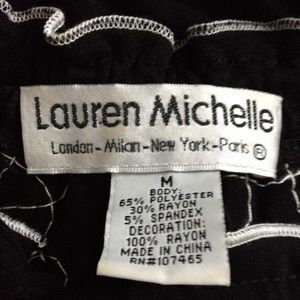 Lauren Michelle
London-Milan-New York-Paris®
M
BODY:
65% POLYESTER
30% RAYON
5% SPANDEX
DECORATION:
100% RAYON
MADE IN CHINA
RN#107465